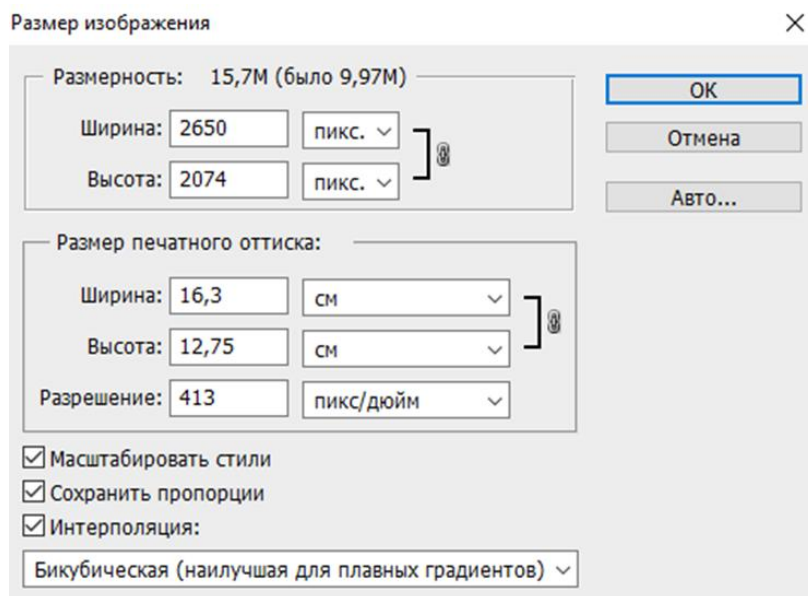 Размер изображения
Размерность: 15,7M (было 9,97M)
Ширина: 2650 пикс.
Высота: 2074 пикс.
OK
Отмена
Авто...
Размер печатного оттиска:
Ширина: 16,3 см
Высота: 12,75 см
Разрешение: 413 пикс/дюйм
Масштабировать стили
Сохранить пропорции
Интерполяция:
Бикубическая (наилучшая для плавных градиентов)